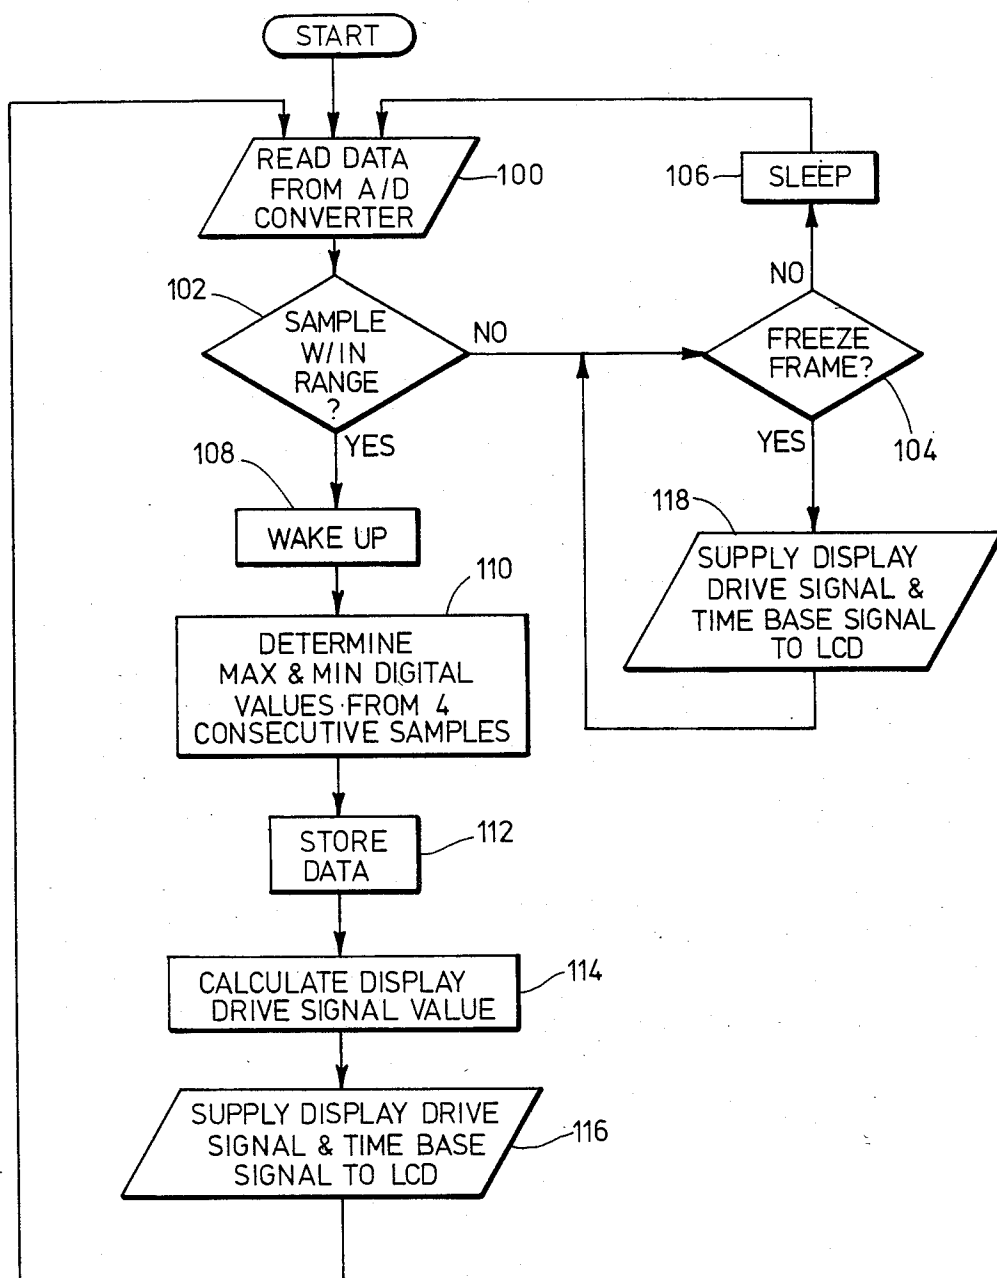 START
READ DATA
FROM A/D
CONVERTER
100
106
SLEEP
102
SAMPLE
W/IN
RANGE
?
NO
NO
FREEZE
FRAME?
104
YES
YES
108
WAKE UP
118
SUPPLY DISPLAY
DRIVE SIGNAL &
TIME BASE SIGNAL
TO LCD
110
DETERMINE
MAX & MIN DIGITAL
VALUES FROM 4
CONSECUTIVE SAMPLES
STORE
DATA
112
CALCULATE DISPLAY
DRIVE SIGNAL VALUE
114
SUPPLY DISPLAY DRIVE
SIGNAL & TIME BASE
SIGNAL TO LCD
116